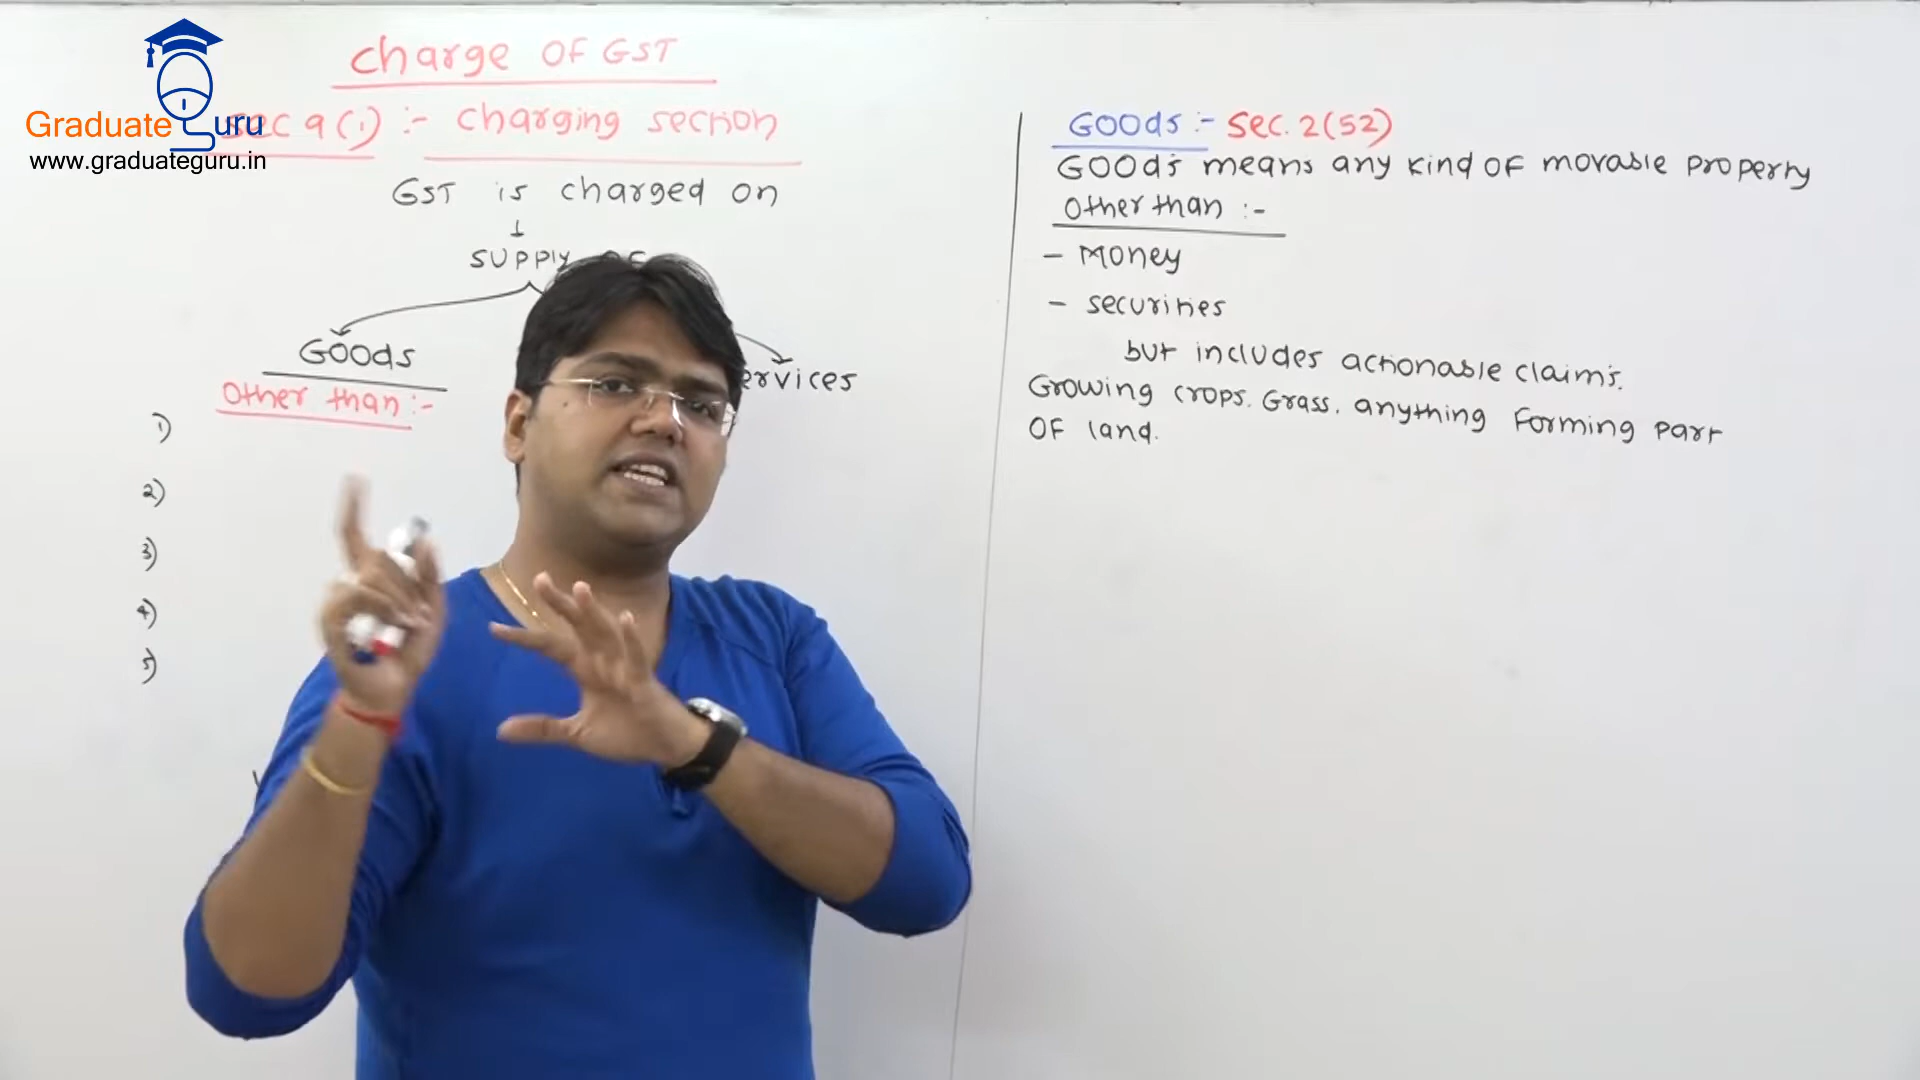 Charge OF GST
Graduate Guru
www.graduateguru.in
Sec 9(1) :- Charging section
GST is charged on
Supply OF
Goods
Services
Other than :-
1)
2)
3)
4)
5)
Goods :- Sec. 2(52)
Goods means any kind OF movable property
Other than :-
- Money
- securities
but includes actionable claims.
Growing crops. Grass. anything Forming part
OF land.